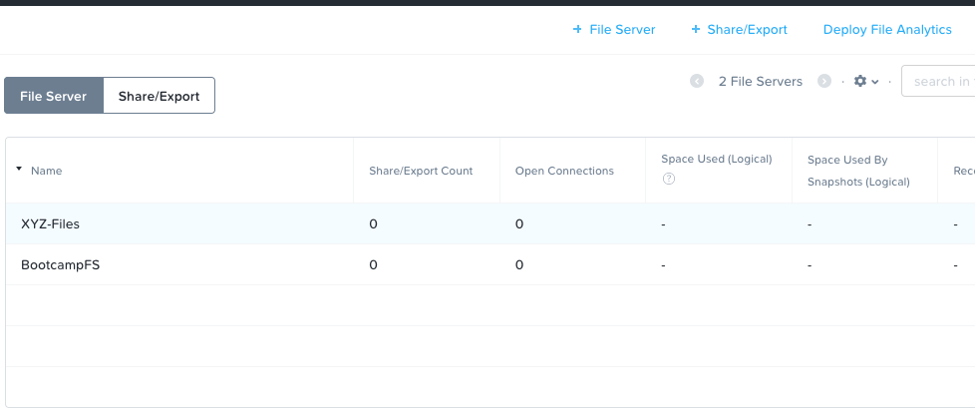 + File Server + Share/Export Deploy File Analytics
File Server Share/Export 2 File Servers · · search in
Name Share/Export Count Open Connections Space Used (Logical) ? Space Used By Snapshots (Logical)
XYZ-Files 0 0 - - -
BootcampFS 0 0 - - -